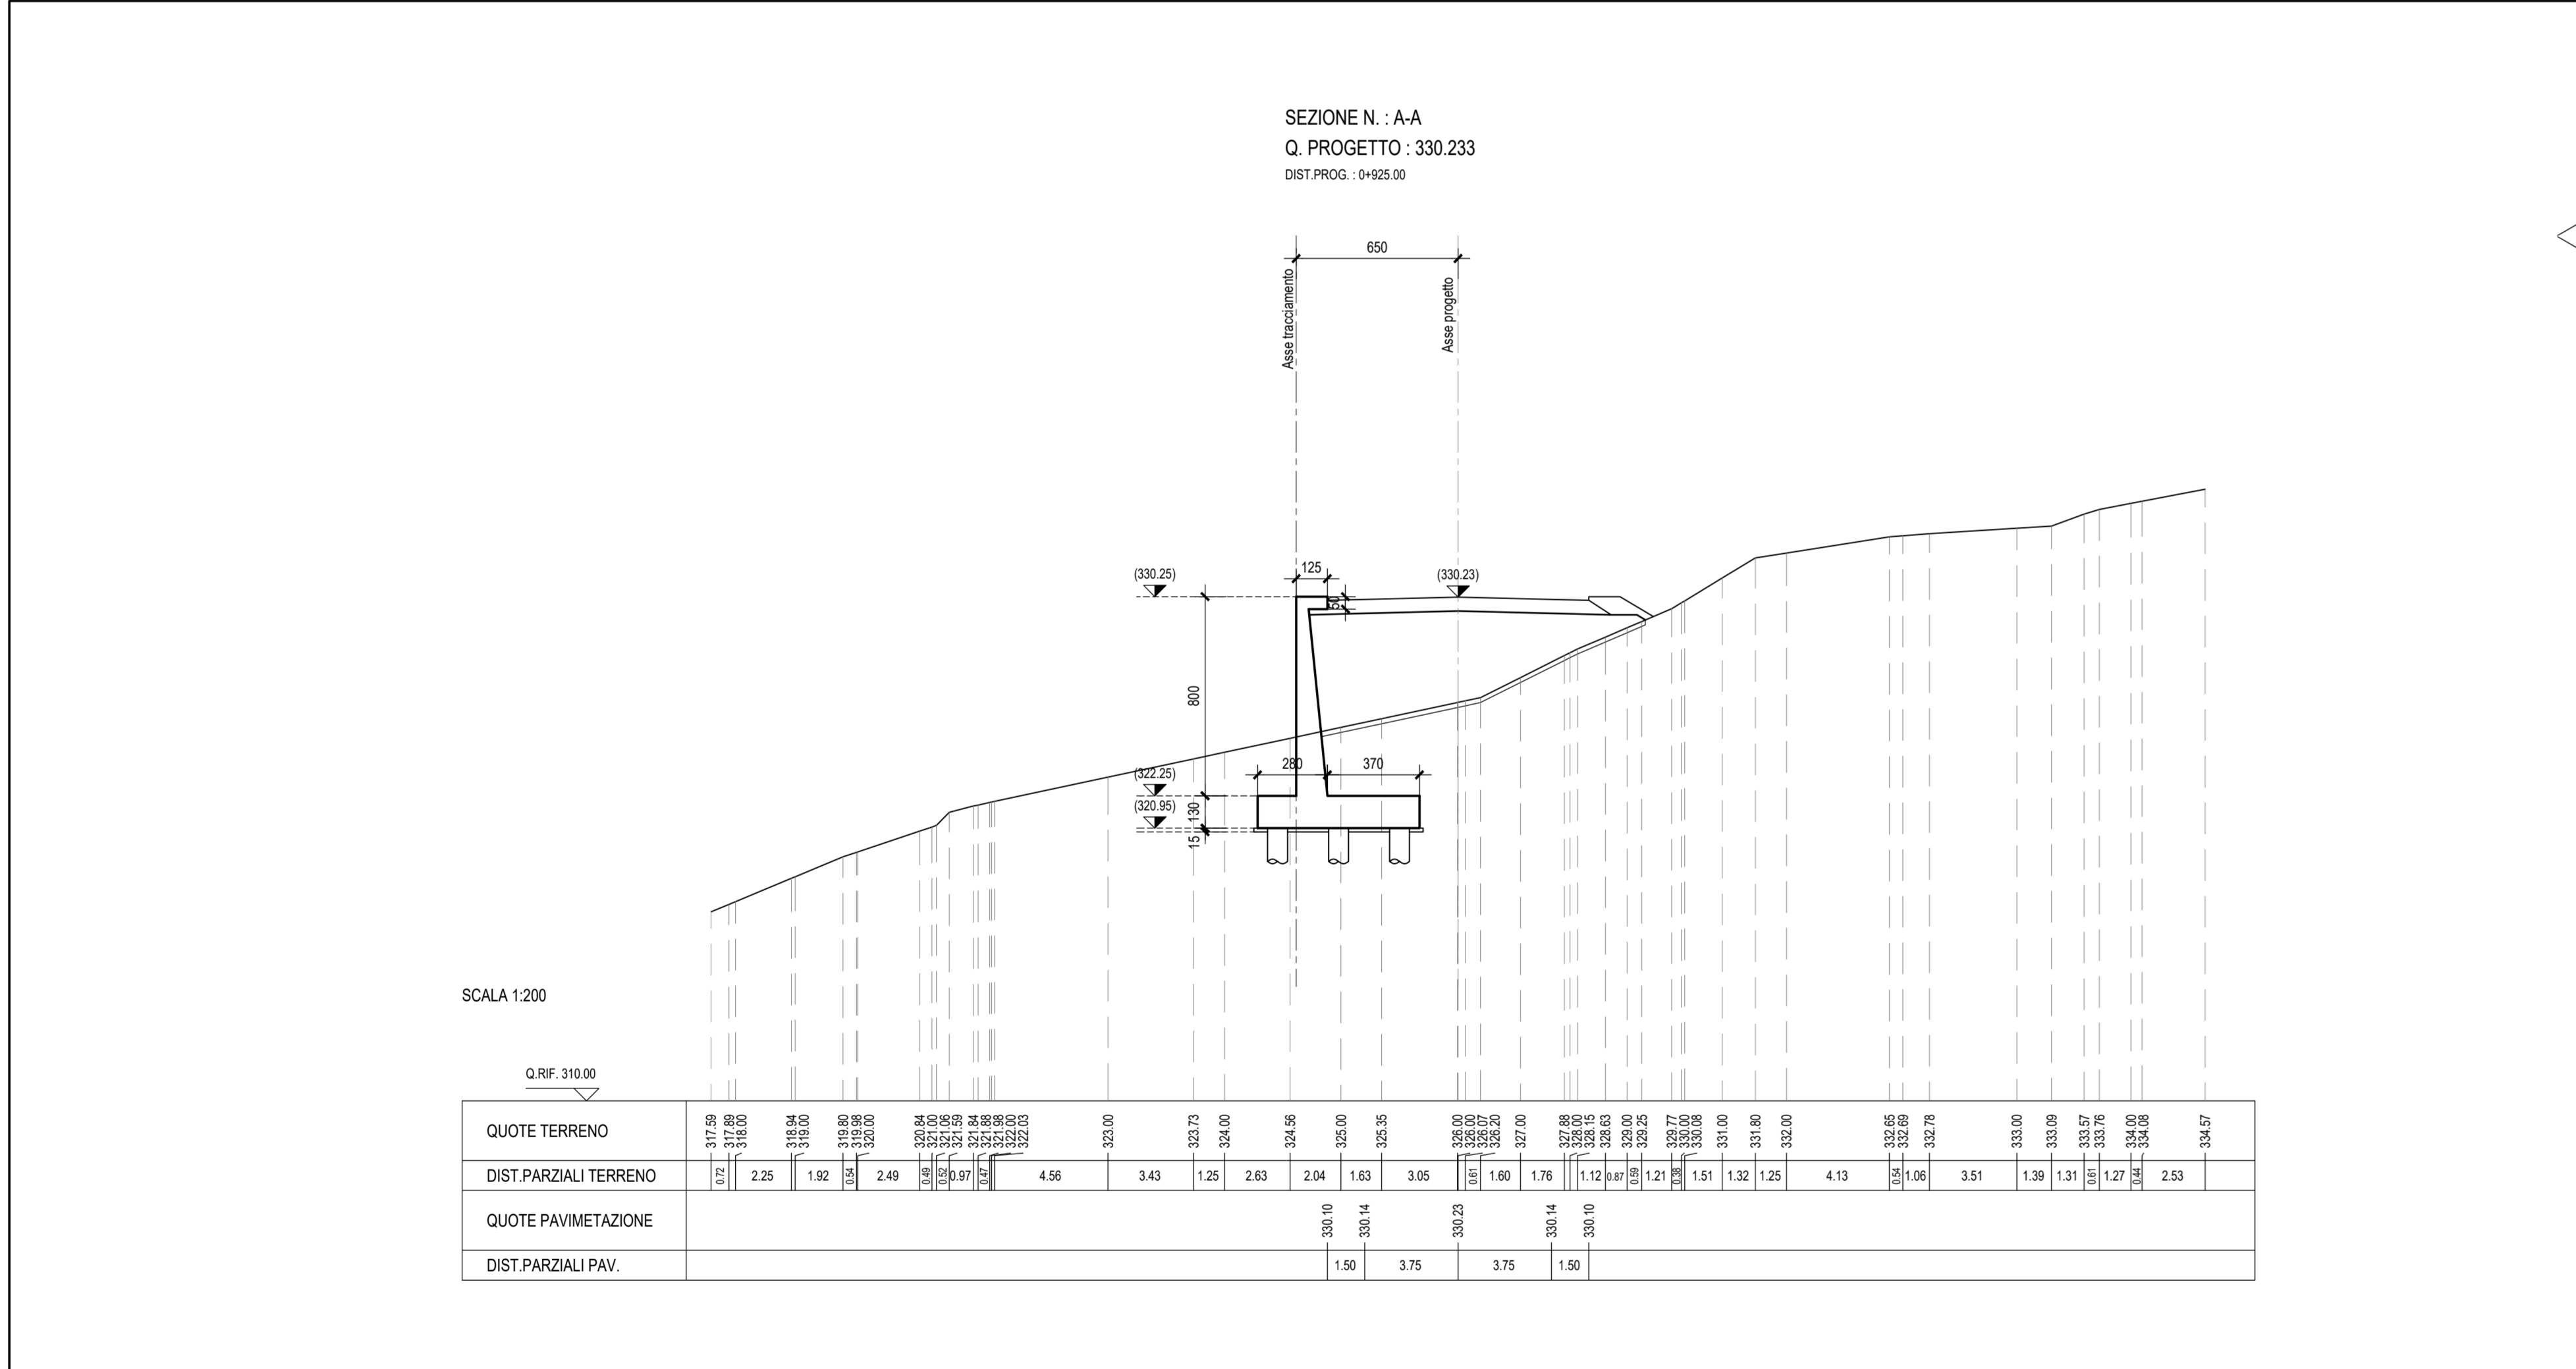 SEZIONE N. : A-A
Q. PROGETTO : 330.233
DIST.PROG. : 0+925.00
650
Asse tracciamento
Asse progetto
125
(330.25)
(330.23)
50
800
280
370
(322.25)
(320.95)
130
15
SCALA 1:200
Q.RIF. 310.00
QUOTE TERRENO 317.59 317.89 318.00 318.94 319.00 319.80 319.98 320.00 320.84 321.00 321.06 321.59 321.84 321.88 321.98 322.00 322.03 323.00 323.73 324.00 324.56 325.00 325.35 326.00 326.00 326.07 326.20 327.00 327.88 328.00 328.15 328.63 329.00 329.25 329.77 330.00 330.08 331.00 331.80 332.00 332.65 332.69 332.78 333.00 333.09 333.57 333.76 334.00 334.08 334.57
DIST.PARZIALI TERRENO 0.72 2.25 1.92 0.54 2.49 0.49 0.52 0.97 0.47 4.56 3.43 1.25 2.63 2.04 1.63 3.05 0.61 1.60 1.76 1.12 0.87 0.59 1.21 0.38 1.51 1.32 1.25 4.13 0.54 1.06 3.51 1.39 1.31 0.61 1.27 0.44 2.53
QUOTE PAVIMETAZIONE 330.10 330.14 330.23 330.14 330.10
DIST.PARZIALI PAV. 1.50 3.75 3.75 1.50